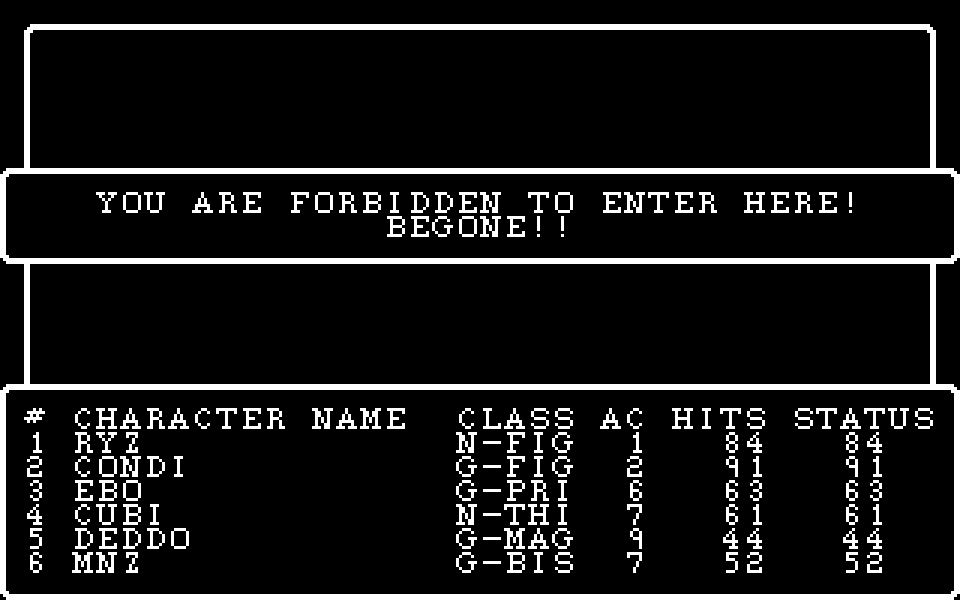 YOU ARE FORBIDDEN TO ENTER HERE!
BEGONE!!
# CHARACTER NAME CLASS AC HITS STATUS
1 RYZ N-FIG 1 84 84
2 CONDI G-FIG 2 91 91
3 EBO G-PRI 6 63 63
4 CUBI N-THI 7 61 61
5 DEDDO G-MAG 9 44 44
6 MNZ G-BIS 7 52 52